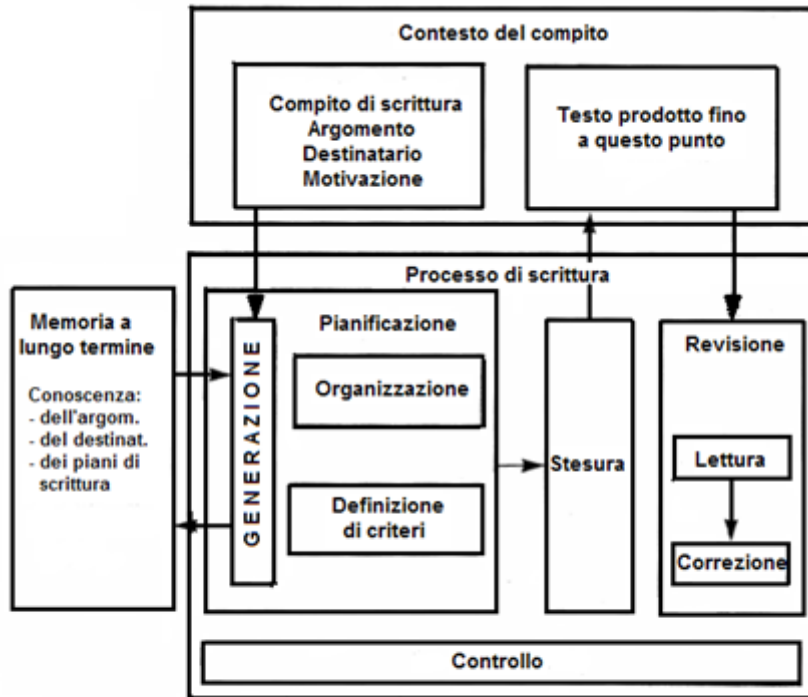 Contesto del compito
Compito di scrittura
Argomento
Destinatario
Motivazione
Testo prodotto fino
a questo punto
Processo di scrittura
Memoria a
lungo termine
Conoscenza:
- dell'argom.
- del destinat.
- dei piani di
scrittura
GENERAZIONE
Pianificazione
Organizzazione
Definizione
di criteri
Stesura
Revisione
Lettura
Correzione
Controllo